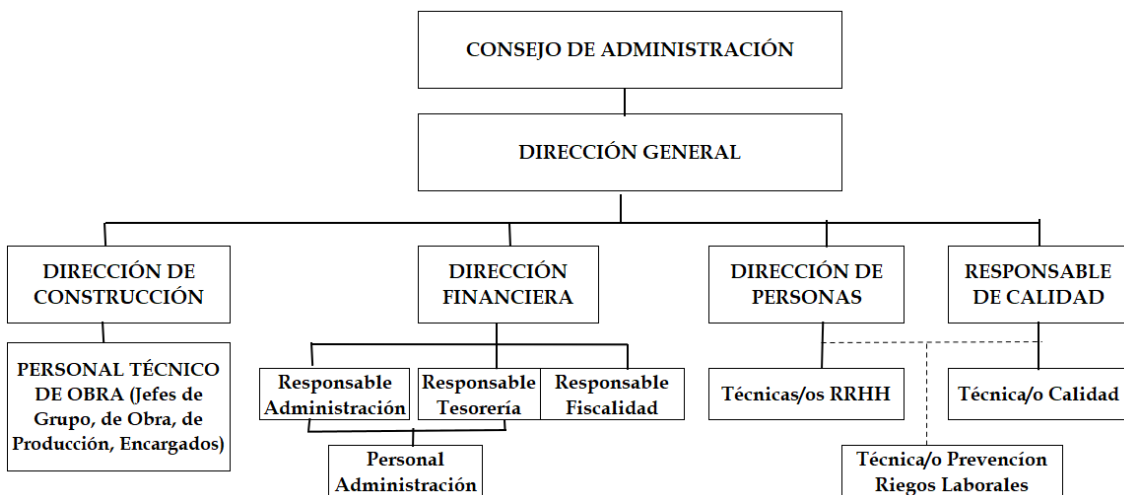 CONSEJO DE ADMINISTRACIÓN
DIRECCIÓN GENERAL
DIRECCIÓN DE
CONSTRUCCIÓN
DIRECCIÓN
FINANCIERA
DIRECCIÓN DE
PERSONAS
RESPONSABLE
DE CALIDAD
PERSONAL TÉCNICO
DE OBRA (Jefes de
Grupo, de Obra, de
Producción, Encargados)
Responsable
Administración
Responsable
Tesorería
Responsable
Fiscalidad
Técnicas/os RRHH
Técnica/o Calidad
Personal
Administración
Técnica/o Prevencíon
Riegos Laborales